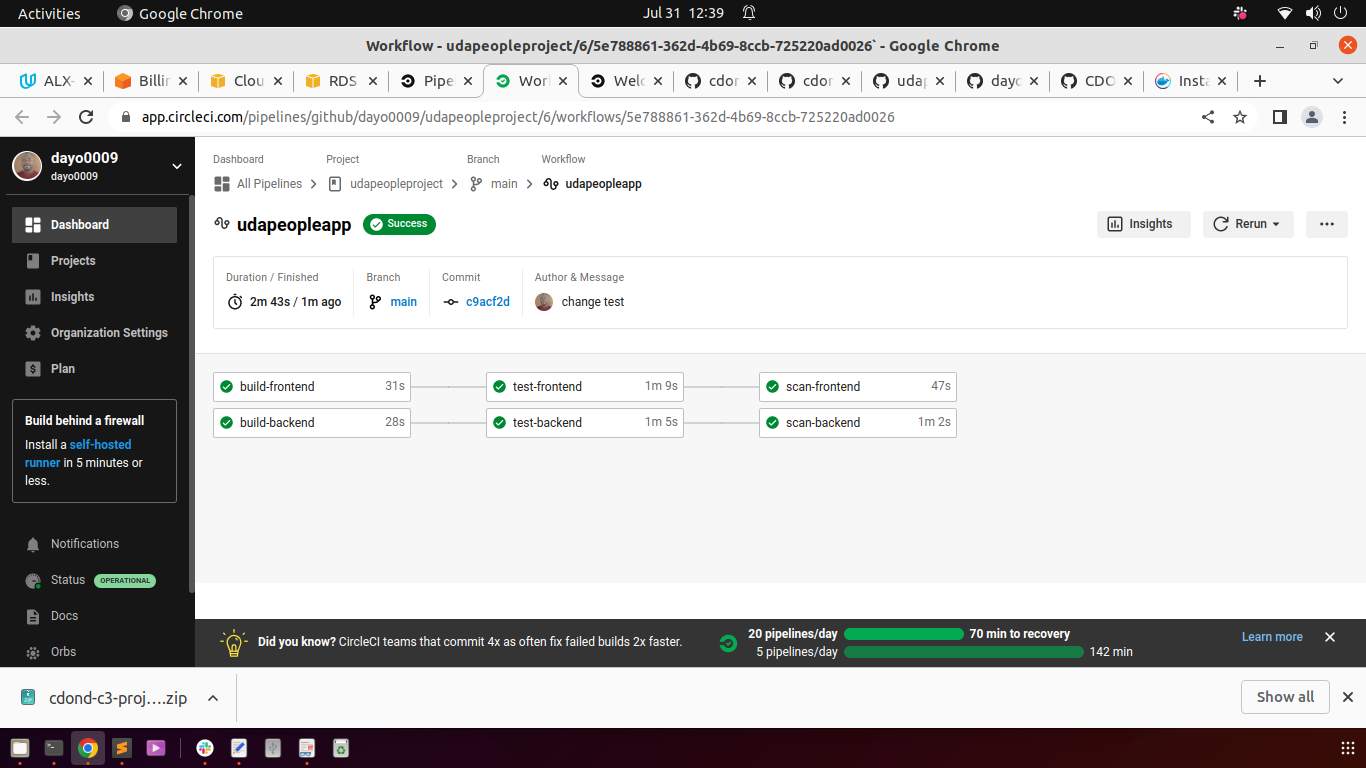 Activities Google Chrome Jul 31 12:39
Workflow - udapeopleproject/6/5e788861-362d-4b69-8ccb-725220ad0026` - Google Chrome
ALX- Billin Clou RDS Pipe Worl Welc cdon cdon udap dayo CDO Insta
app.circleci.com/pipelines/github/dayo0009/udapeopleproject/6/workflows/5e788861-362d-4b69-8ccb-725220ad0026
dayo0009
dayo0009
Dashboard
Projects
Insights
Organization Settings
Plan
Build behind a firewall
Install a self-hosted
runner in 5 minutes or
less.
Notifications
Status OPERATIONAL
Docs
Orbs
Dashboard Project Branch Workflow
All Pipelines udapeopleproject main udapeopleapp
udapeopleapp Success Insights Rerun
Duration / Finished Branch Commit Author & Message
2m 43s / 1m ago main c9acf2d change test
build-frontend 31s test-frontend 1m 9s scan-frontend 47s
build-backend 28s test-backend 1m 5s scan-backend 1m 2s
Did you know? CircleCI teams that commit 4x as often fix failed builds 2x faster.
20 pipelines/day 70 min to recovery
5 pipelines/day 142 min
Learn more
cdond-c3-proj....zip Show all